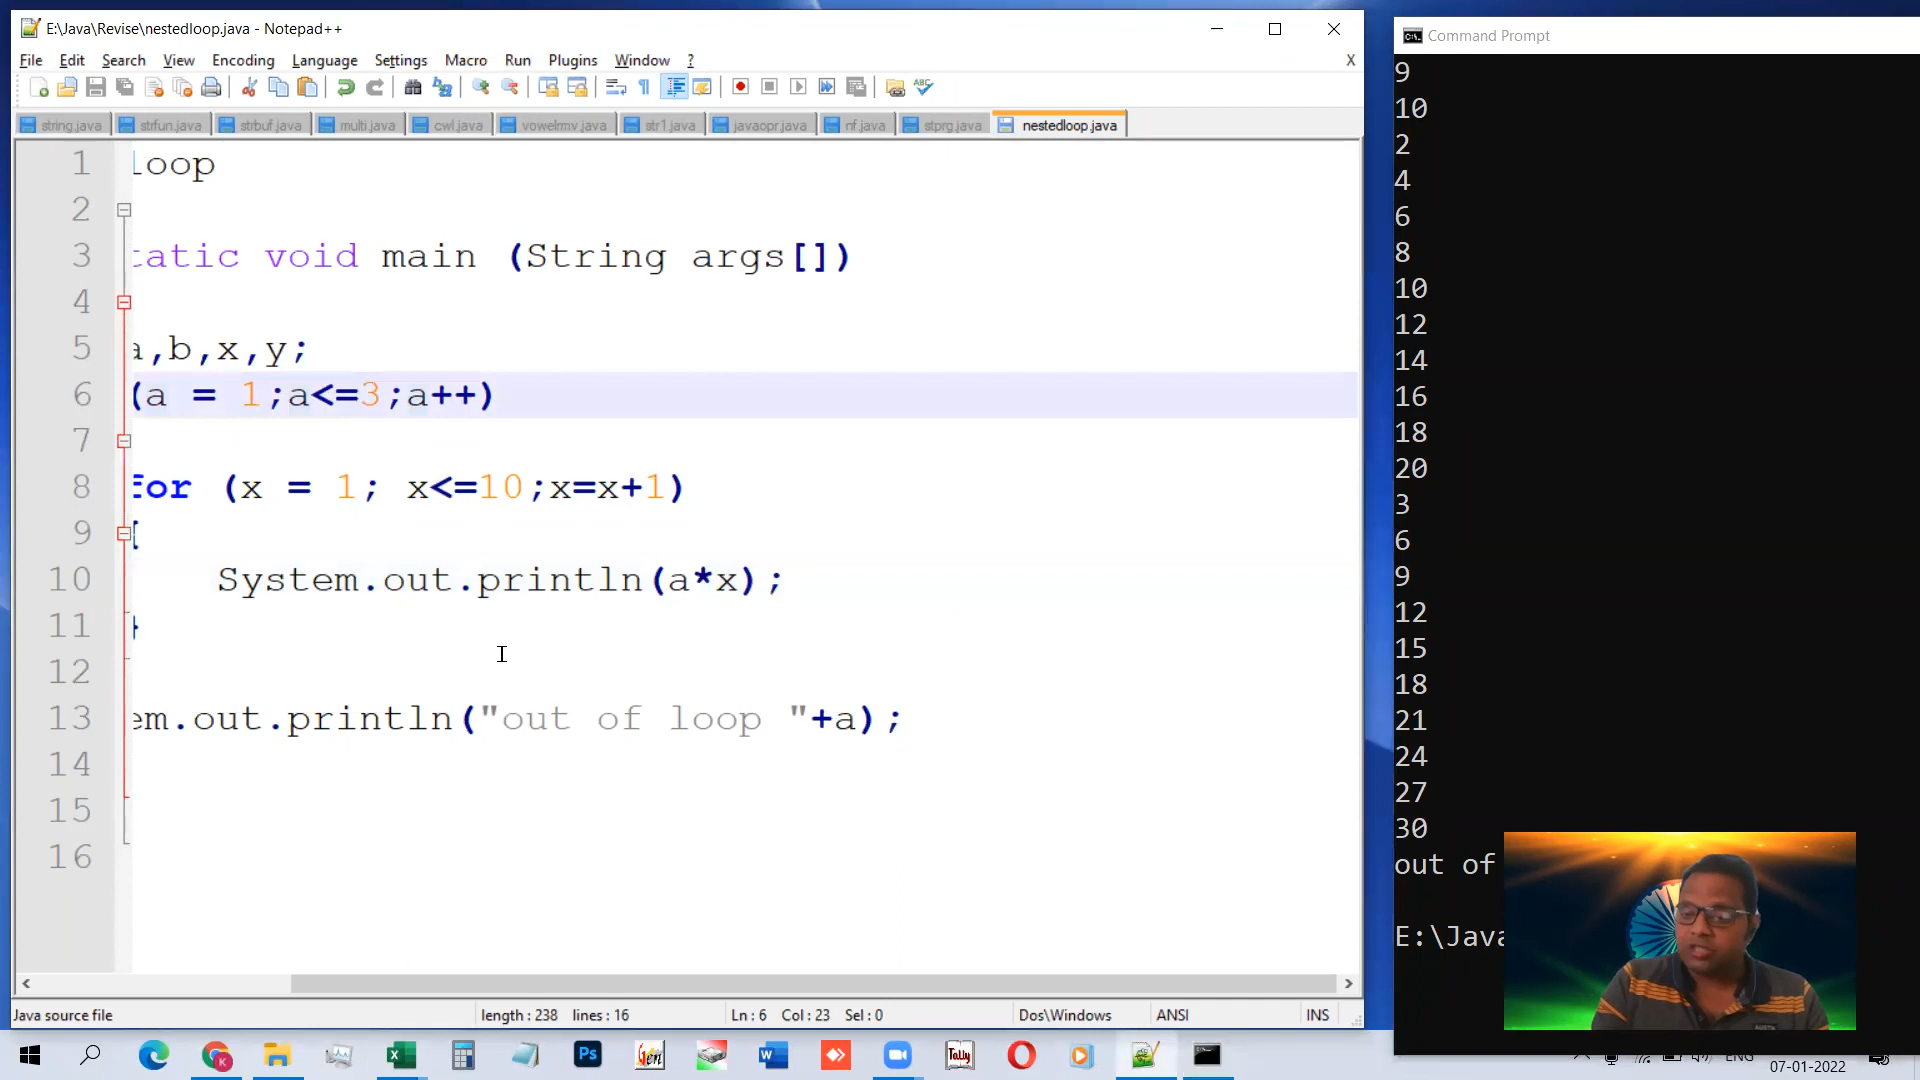 E:\Java\Revise\nestedloop.java - Notepad++
File Edit Search View Encoding Language Settings Macro Run Plugins Window ? X
string.java strfun.java strbuf.java multi.java cwl.java vowelrmv.java str1.java javaopr.java nf.java stprg.java nestedloop.java
1 loop
2
3 tatic void main (String args[])
4
5 a,b,x,y;
6 (a = 1;a<=3;a++)
7
8 for (x = 1; x<=10;x=x+1)
9 {
10 System.out.println(a*x);
11 }
12
13 em.out.println("out of loop "+a);
14
15
16
Java source file length : 238 lines : 16 Ln : 6 Col : 23 Sel : 0 Dos\Windows ANSI INS
Command Prompt
9
10
2
4
6
8
10
12
14
16
18
20
3
6
9
12
15
18
21
24
27
30
out of
E:\Java
Ps Gen Tally
ENG
07-01-2022